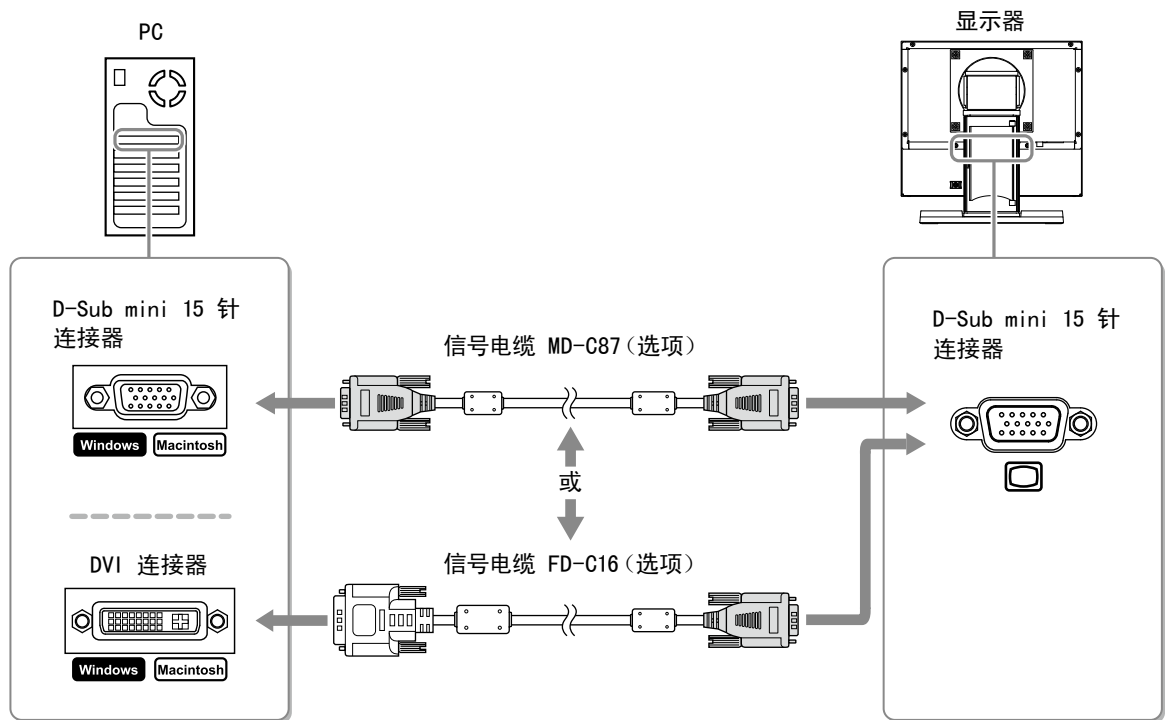 PC
显示器
D-Sub mini 15 针
连接器
Windows Macintosh
DVI 连接器
Windows Macintosh
信号电缆 MD-C87（选项）
或
信号电缆 FD-C16（选项）
D-Sub mini 15 针
连接器